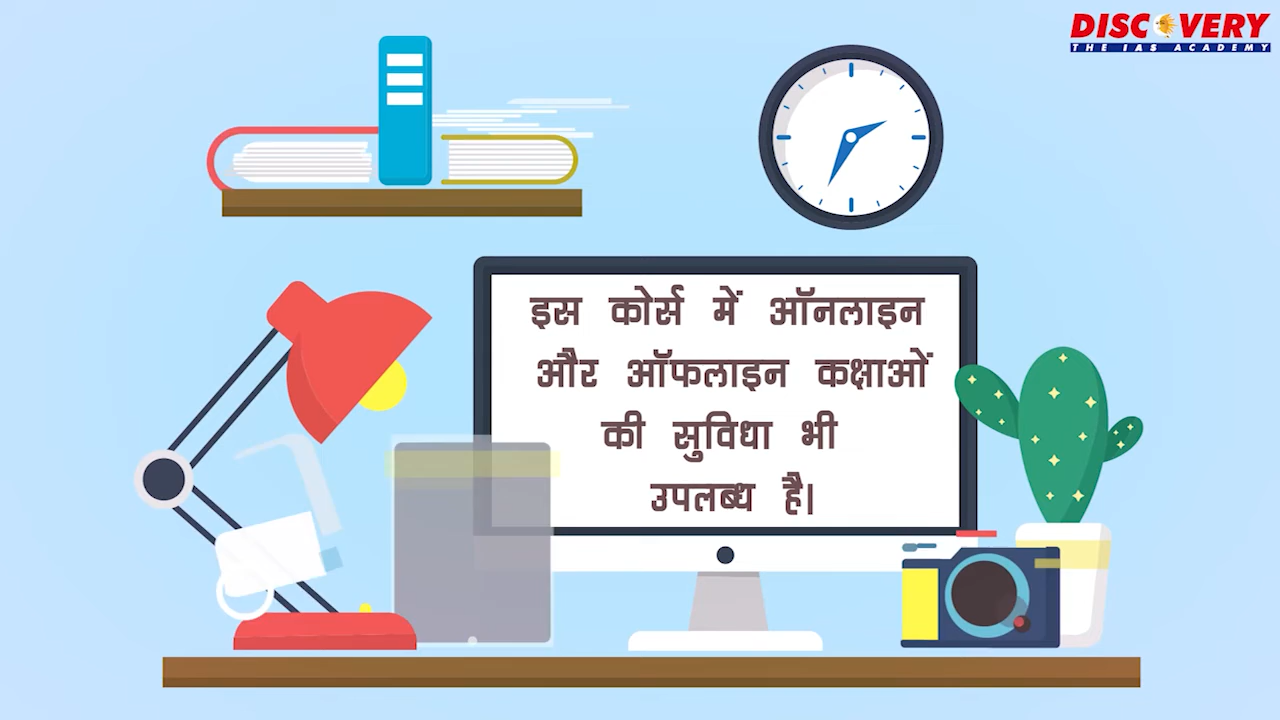 DISCOVERY
THE IAS ACADEMY
इस कोर्स में ऑनलाइन
और ऑफलाइन कक्षाओं
की सुविधा भी
उपलब्ध है।